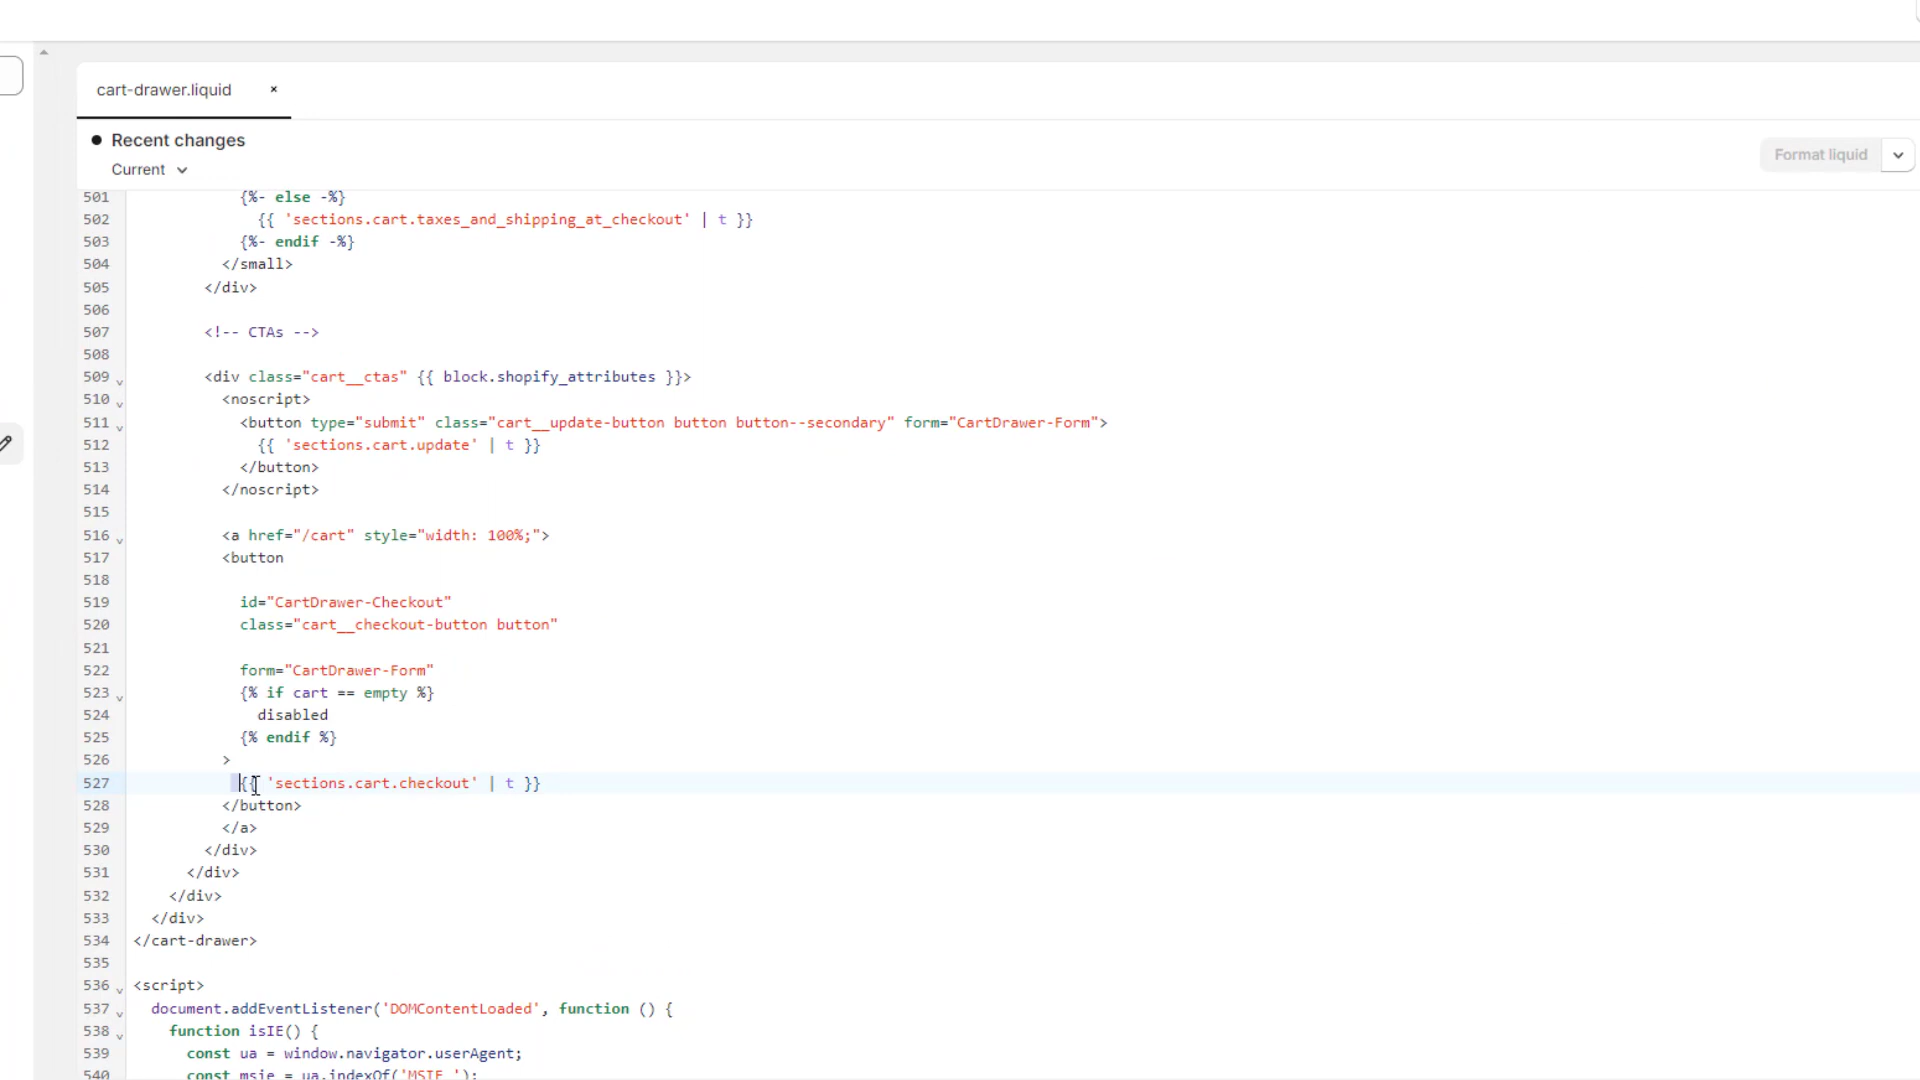 cart-drawer.liquid ×
Recent changes
Current
Format liquid
501 {%- else -%}
502 {{ 'sections.cart.taxes_and_shipping_at_checkout' | t }}
503 {%- endif -%}
504 </small>
505 </div>
506
507 <!-- CTAs -->
508
509 <div class="cart__ctas" {{ block.shopify_attributes }}>
510 <noscript>
511 <button type="submit" class="cart__update-button button button--secondary" form="CartDrawer-Form">
512 {{ 'sections.cart.update' | t }}
513 </button>
514 </noscript>
515
516 <a href="/cart" style="width: 100%;">
517 <button
518
519 id="CartDrawer-Checkout"
520 class="cart__checkout-button button"
521
522 form="CartDrawer-Form"
523 {% if cart == empty %}
524 disabled
525 {% endif %}
526 >
527 {{ 'sections.cart.checkout' | t }}
528 </button>
529 </a>
530 </div>
531 </div>
532 </div>
533 </div>
534 </cart-drawer>
535
536 <script>
537 document.addEventListener('DOMContentLoaded', function () {
538 function isIE() {
539 const ua = window.navigator.userAgent;
540 const msie = ua.indexOf('MSIE ');